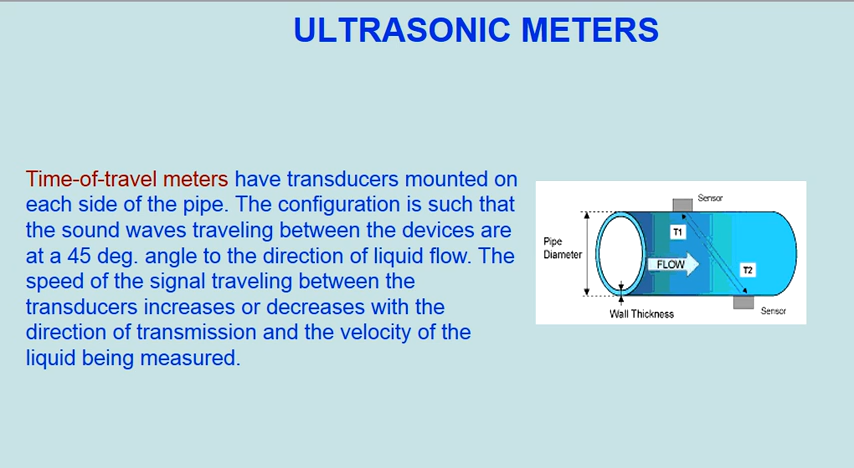 ULTRASONIC METERS
Time-of-travel meters have transducers mounted on
each side of the pipe. The configuration is such that
the sound waves traveling between the devices are
at a 45 deg. angle to the direction of liquid flow. The
speed of the signal traveling between the
transducers increases or decreases with the
direction of transmission and the velocity of the
liquid being measured.
Sensor
T1
Pipe
Diameter
FLOW
T2
Wall Thickness
Sensor